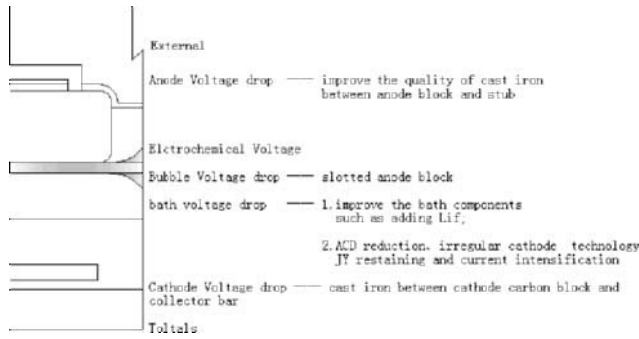 External
Anode Voltage drop —— improve the quality of cast iron
between anode block and stub
Elctrochemical Voltage
Bubble Voltage drop —— slotted anode block
bath voltage drop —— 1. improve the bath components
such as adding Lif,
2. ACD reduction, irregular cathode technology
JY restaining and current intensification
Cathode Voltage drop —— cast iron between cathode carbon block and
collector bar
Toltals